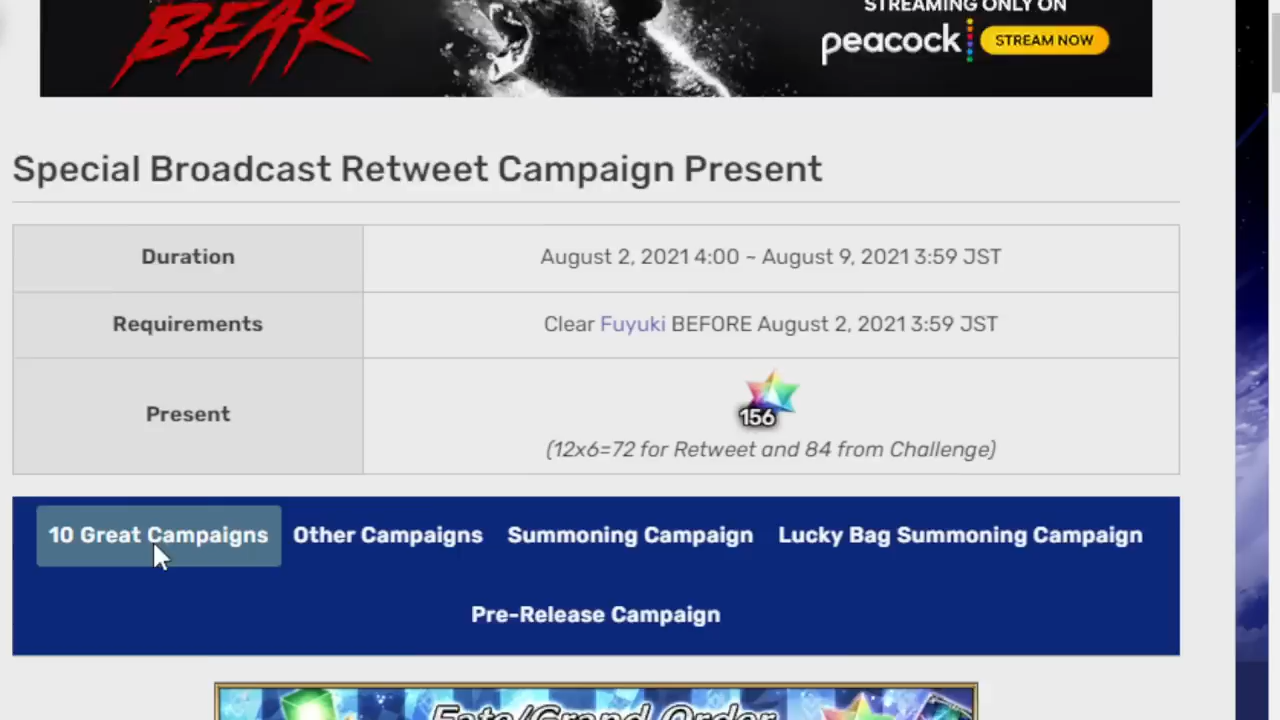 BEAR
STREAMING ONLY ON
peacock
STREAM NOW
Special Broadcast Retweet Campaign Present
Duration
August 2, 2021 4:00 ~ August 9, 2021 3:59 JST
Requirements
Clear Fuyuki BEFORE August 2, 2021 3:59 JST
Present
156
(12x6=72 for Retweet and 84 from Challenge)
10 Great Campaigns
Other Campaigns
Summoning Campaign
Lucky Bag Summoning Campaign
Pre-Release Campaign
Fate/Grand Order